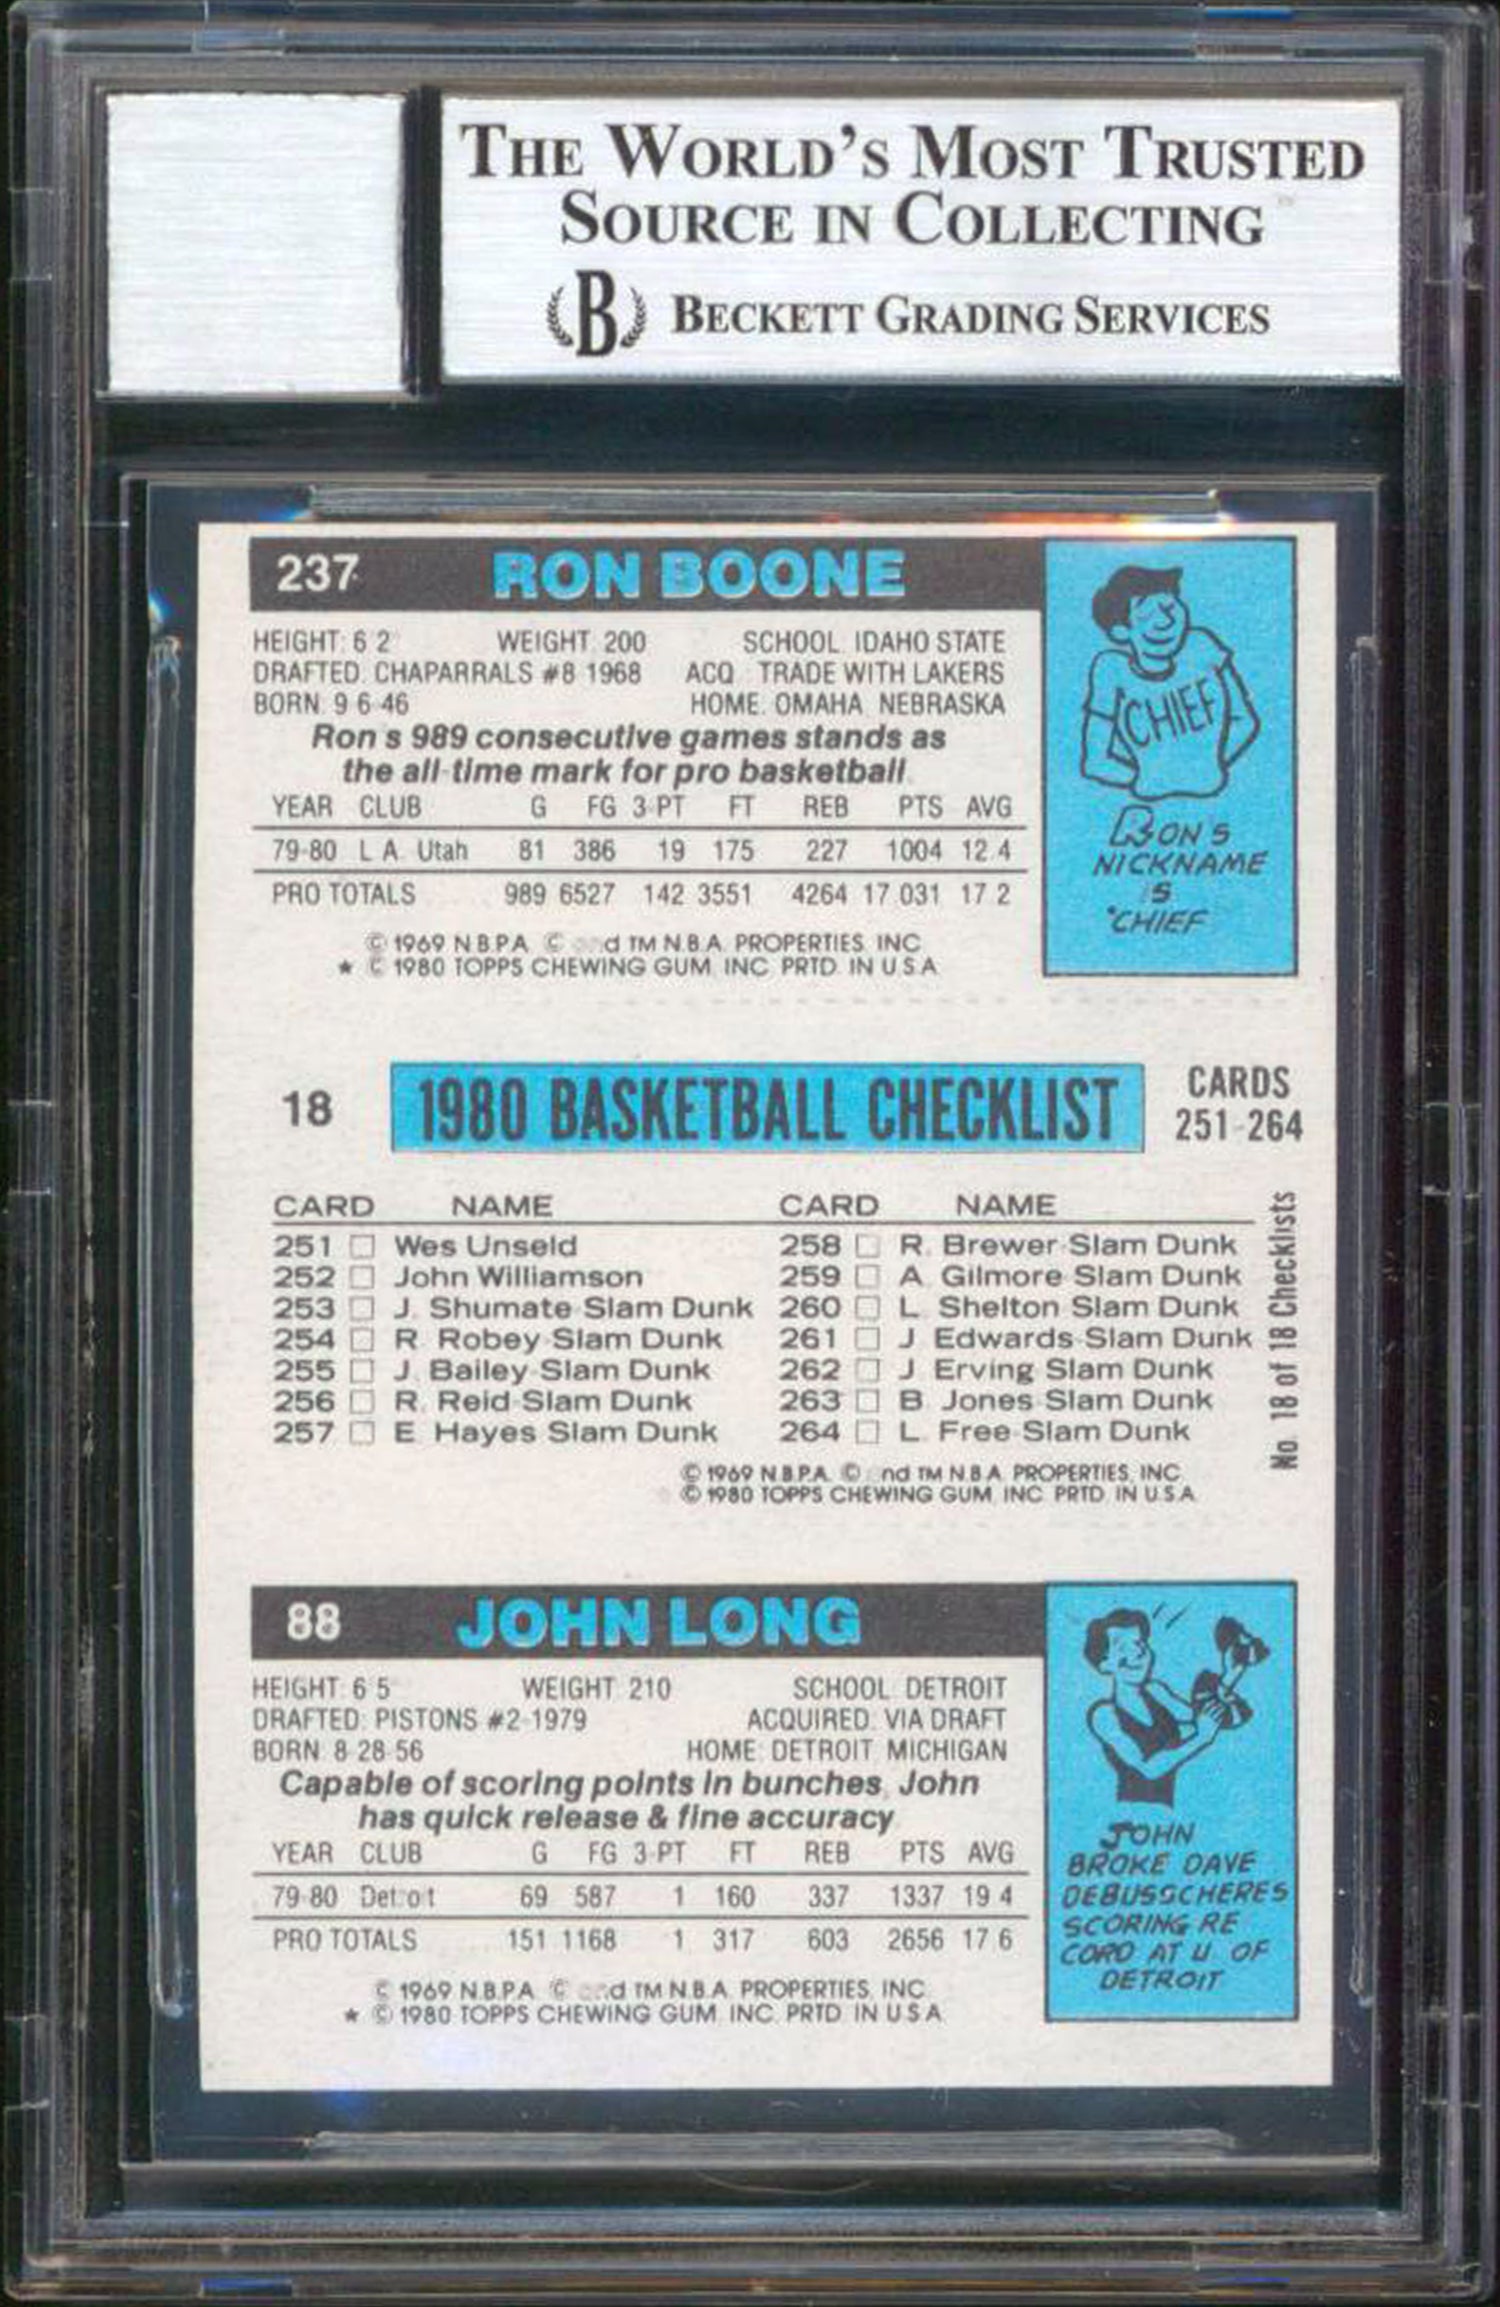 THE WORLD'S MOST TRUSTED
SOURCE IN COLLECTING
B BECKETT GRADING SERVICES
237 RON BOONE
HEIGHT 6 2 WEIGHT 200 SCHOOL IDAHO STATE
DRAFTED CHAPARRALS #8 1968 ACQ TRADE WITH LAKERS
BORN 9 6 46 HOME OMAHA NEBRASKA
Ron s 989 consecutive games stands as
the all-time mark for pro basketball
YEAR CLUB G FG 3-PT FT REB PTS AVG
79-80 L A Utah 81 386 19 175 227 1004 12 4
PRO TOTALS 989 6527 142 3551 4264 17 031 17 2
© 1969 N.B.P.A. © and TM N.B.A. PROPERTIES INC
★ © 1980 TOPPS CHEWING GUM INC PRTD IN U.S.A.
CHIEF
RON S
NICKNAME
IS
"CHIEF
18 1980 BASKETBALL CHECKLIST CARDS
251-264
CARD NAME CARD NAME
251 □ Wes Unseld 258 □ R. Brewer-Slam Dunk
252 □ John Williamson 259 □ A Gilmore Slam Dunk
253 □ J. Shumate Slam Dunk 260 □ L Shelton Slam Dunk
254 □ R. Robey-Slam Dunk 261 □ J Edwards-Slam Dunk
255 □ J. Bailey-Slam Dunk 262 □ J Erving Slam Dunk
256 □ R. Reid-Slam Dunk 263 □ B Jones Slam Dunk
257 □ E Hayes Slam Dunk 264 □ L. Free-Slam Dunk
No 18 of 18 Checklists
© 1969 N.B.P.A. © and TM N.B.A. PROPERTIES, INC
© 1980 TOPPS CHEWING GUM, INC PRTD IN U.S.A.
88 JOHN LONG
HEIGHT 6 5 WEIGHT 210 SCHOOL DETROIT
DRAFTED: PISTONS #2-1979 ACQUIRED: VIA DRAFT
BORN 8-28-56 HOME: DETROIT MICHIGAN
Capable of scoring points in bunches, John
has quick release & fine accuracy
YEAR CLUB G FG 3-PT FT REB PTS AVG
79-80 Detroit 69 587 1 160 337 1337 19 4
PRO TOTALS 151 1168 1 317 603 2656 17 6
© 1969 N.B.P.A. © and TM N.B.A. PROPERTIES, INC
★ © 1980 TOPPS CHEWING GUM INC. PRTD IN U.S.A.
JOHN
BROKE DAVE
DEBUSSCHERES
SCORING RE
CORD AT U OF
DETROIT